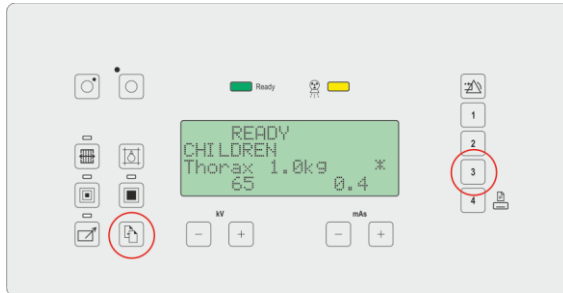 Ready
1
2
3
4
READY
CHILDREN
Thorax 1.0kg
65 0.4
kV mAs
- + - +